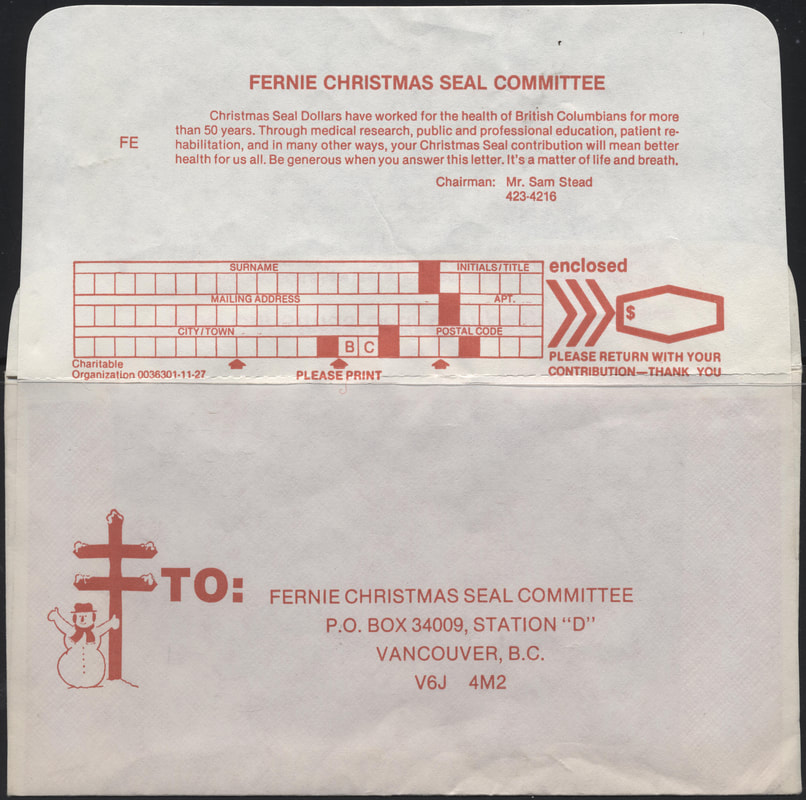 FERNIE CHRISTMAS SEAL COMMITTEE
Christmas Seal Dollars have worked for the health of British Columbians for more
than 50 years. Through medical research, public and professional education, patient re-
FE
habilitation, and in many other ways, your Christmas Seal contribution will mean better
health for us all. Be generous when you answer this letter. It's a matter of life and breath.
Chairman: Mr. Sam Stead
423-4216
SURNAME INITIALS/TITLE
enclosed
MAILING ADDRESS APT.
$
CITY/TOWN POSTAL CODE
B C
PLEASE RETURN WITH YOUR
CONTRIBUTION—THANK YOU
Charitable
Organization 0036301-11-27
PLEASE PRINT
TO:
FERNIE CHRISTMAS SEAL COMMITTEE
P.O. BOX 34009, STATION "D"
VANCOUVER, B.C.
V6J 4M2